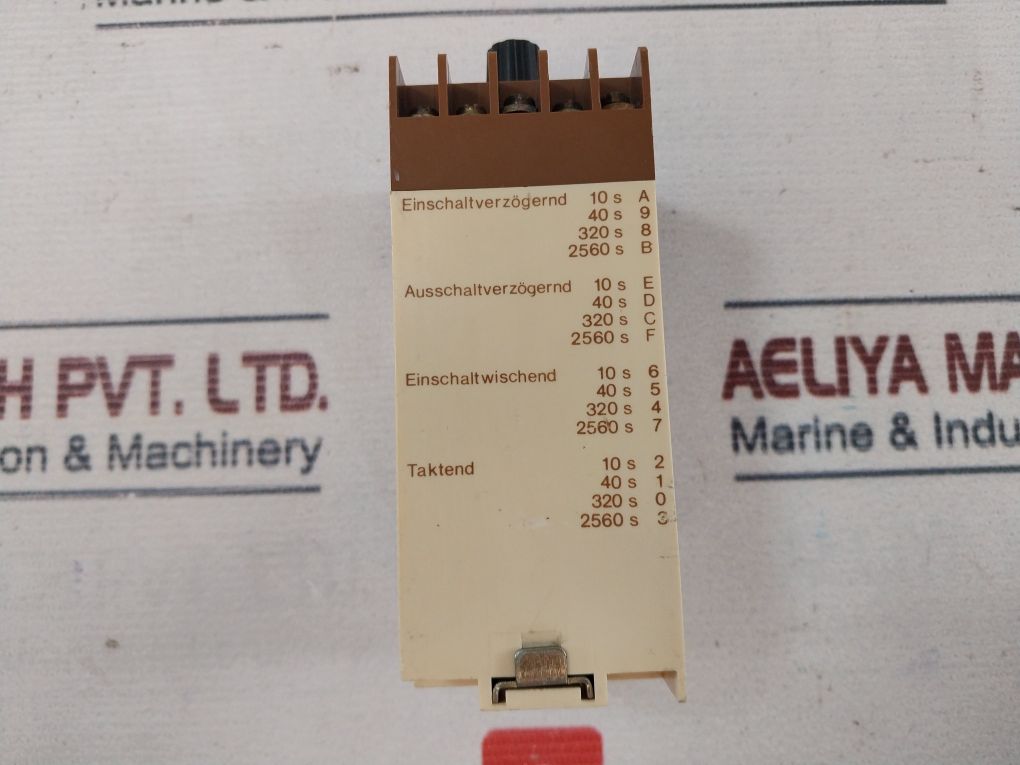 Einschaltverzögernd 10 s A
40 s 9
320 s 8
2560 s B
Ausschaltverzögernd 10 s E
40 s D
320 s C
2560 s F
Einschaltwischend 10 s 6
40 s 5
320 s 4
2560 s 7
Taktend 10 s 2
40 s 1
320 s 0
2560 s 3
H PVT. LTD.
on & Machinery
AELIYA MA
Marine & Indu